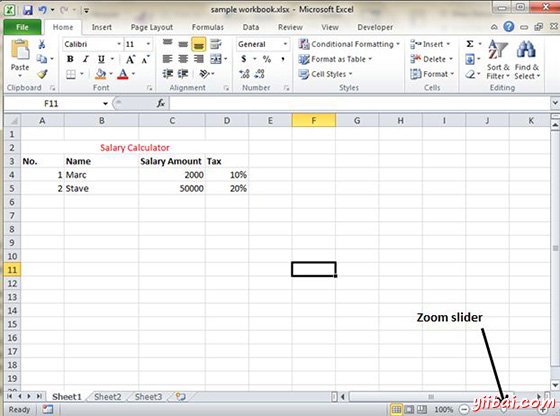 sample workbook.xlsx - Microsoft Excel
File Home Insert Page Layout Formulas Data Review View Developer
Calibri 11 General Conditional Formatting Insert
Paste B I U $ % , Format as Table Delete Sort & Filter Find & Select
Cell Styles Format
Clipboard Font Alignment Number Styles Cells Editing
F11 fx
A B C D E F G H I J K
1
2 Salary Calculator
3 No. Name Salary Amount Tax
4 1 Marc 2000 10%
5 2 Stave 50000 20%
6
7
8
9
10
11
12
13
14
15
Zoom slider
16
17
18
19
20
Sheet1 Sheet2 Sheet3
Ready 100%
yiibai.com